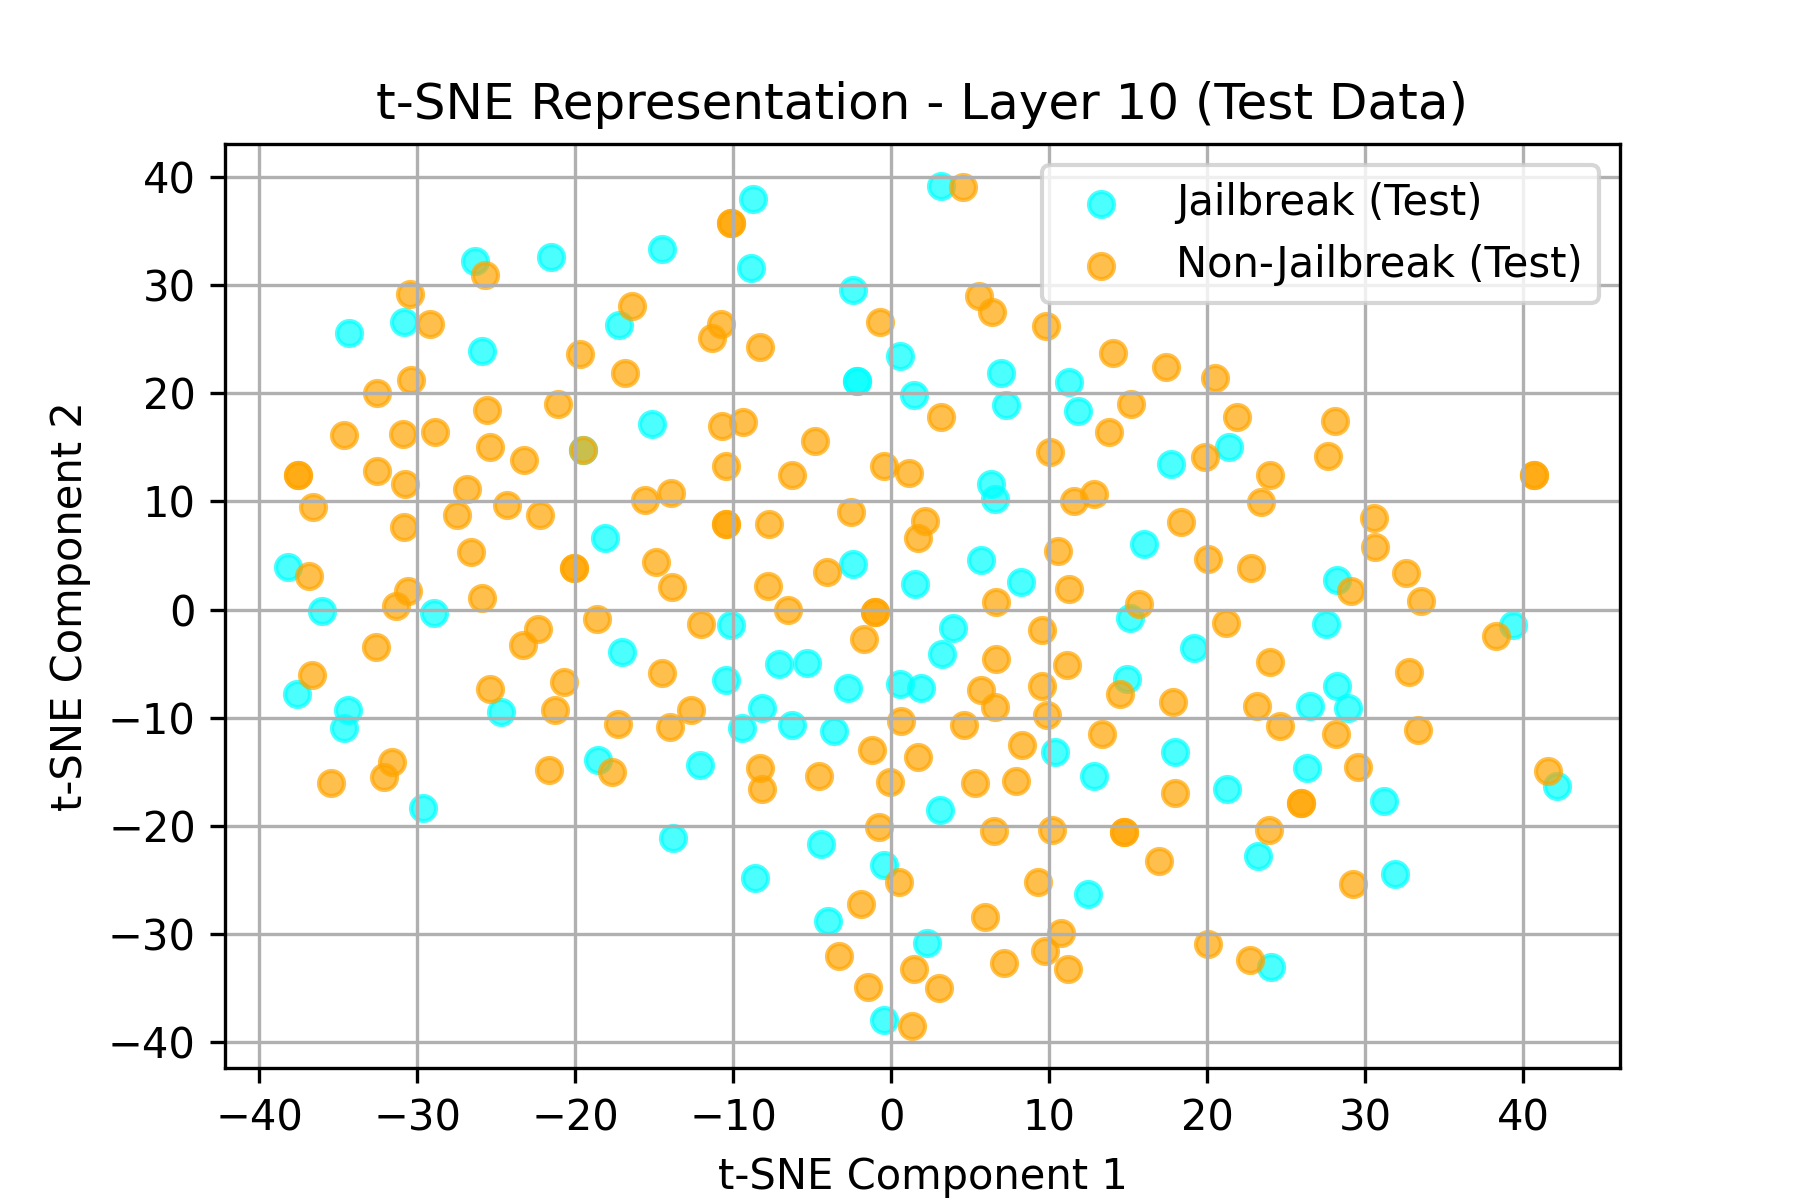 t-SNE Representation - Layer 10 (Test Data)
Jailbreak (Test)
Non-Jailbreak (Test)
t-SNE Component 2
40
30
20
10
0
−10
−20
−30
−40
−40 −30 −20 −10 0 10 20 30 40
t-SNE Component 1